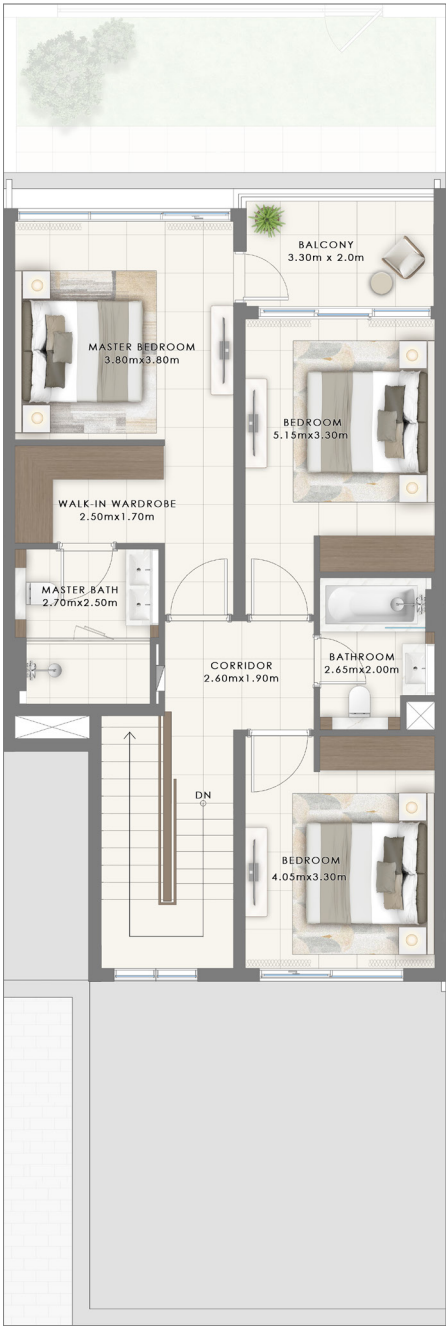 BALCONY
3.30m x 2.0m
MASTER BEDROOM
3.80mx3.80m
BEDROOM
5.15mx3.30m
WALK-IN WARDROBE
2.50mx1.70m
MASTER BATH
2.70mx2.50m
CORRIDOR
2.60mx1.90m
BATHROOM
2.65mx2.00m
DN
BEDROOM
4.05mx3.30m